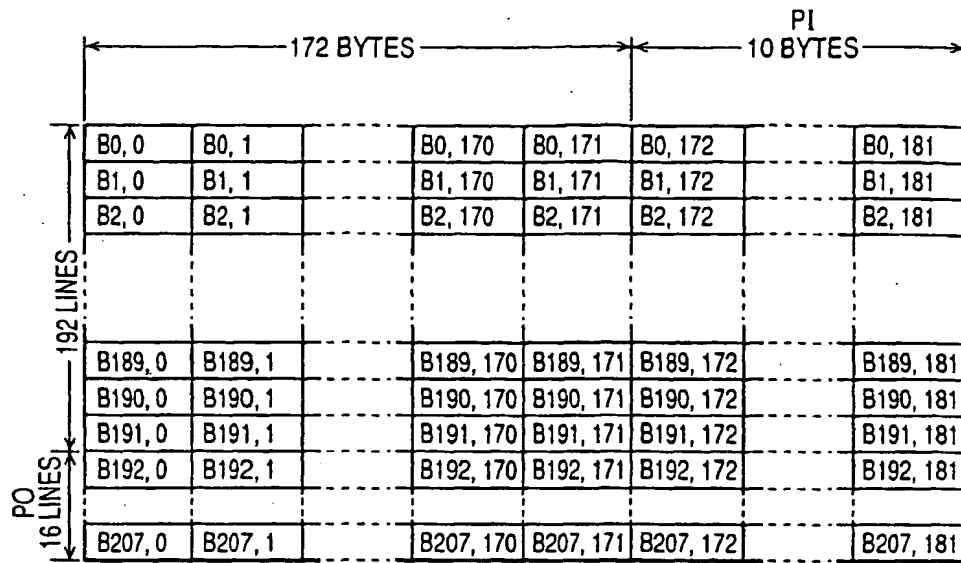 PI
172 BYTES 10 BYTES
B0, 0 B0, 1 B0, 170 B0, 171 B0, 172 B0, 181
B1, 0 B1, 1 B1, 170 B1, 171 B1, 172 B1, 181
B2, 0 B2, 1 B2, 170 B2, 171 B2, 172 B2, 181
192 LINES
B189, 0 B189, 1 B189, 170 B189, 171 B189, 172 B189, 181
B190, 0 B190, 1 B190, 170 B190, 171 B190, 172 B190, 181
B191, 0 B191, 1 B191, 170 B191, 171 B191, 172 B191, 181
B192, 0 B192, 1 B192, 170 B192, 171 B192, 172 B192, 181
PO
16 LINES
B207, 0 B207, 1 B207, 170 B207, 171 B207, 172 B207, 181